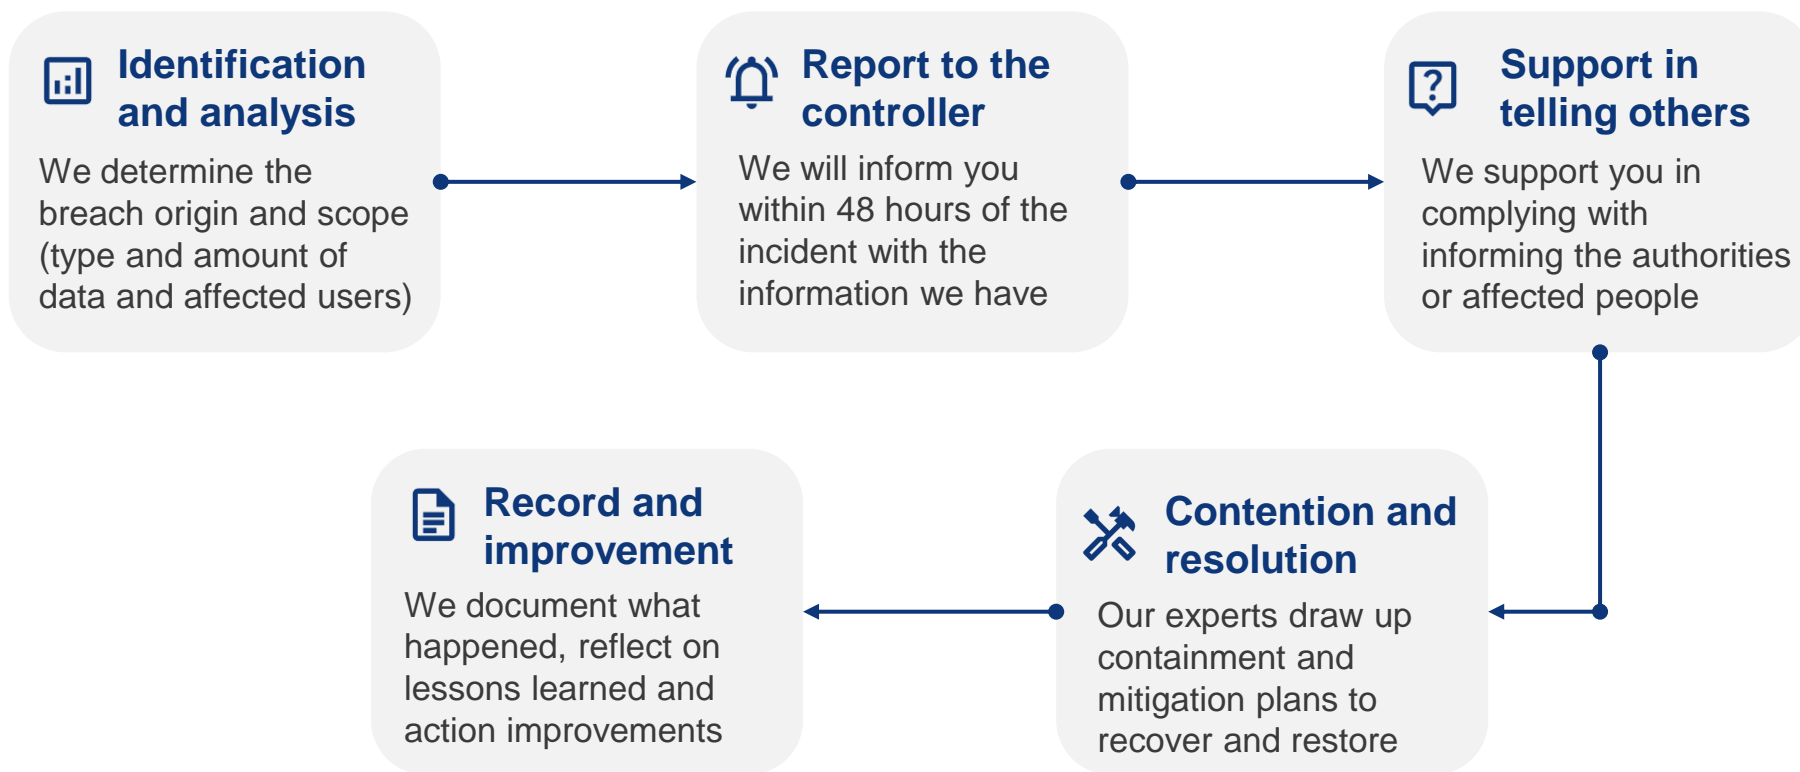 Identification
and analysis
We determine the
breach origin and scope
(type and amount of
data and affected users)
Report to the
controller
We will inform you
within 48 hours of the
incident with the
information we have
Support in
telling others
We support you in
complying with
informing the authorities
or affected people
Contention and
resolution
Our experts draw up
containment and
mitigation plans to
recover and restore
Record and
improvement
We document what
happened, reflect on
lessons learned and
action improvements